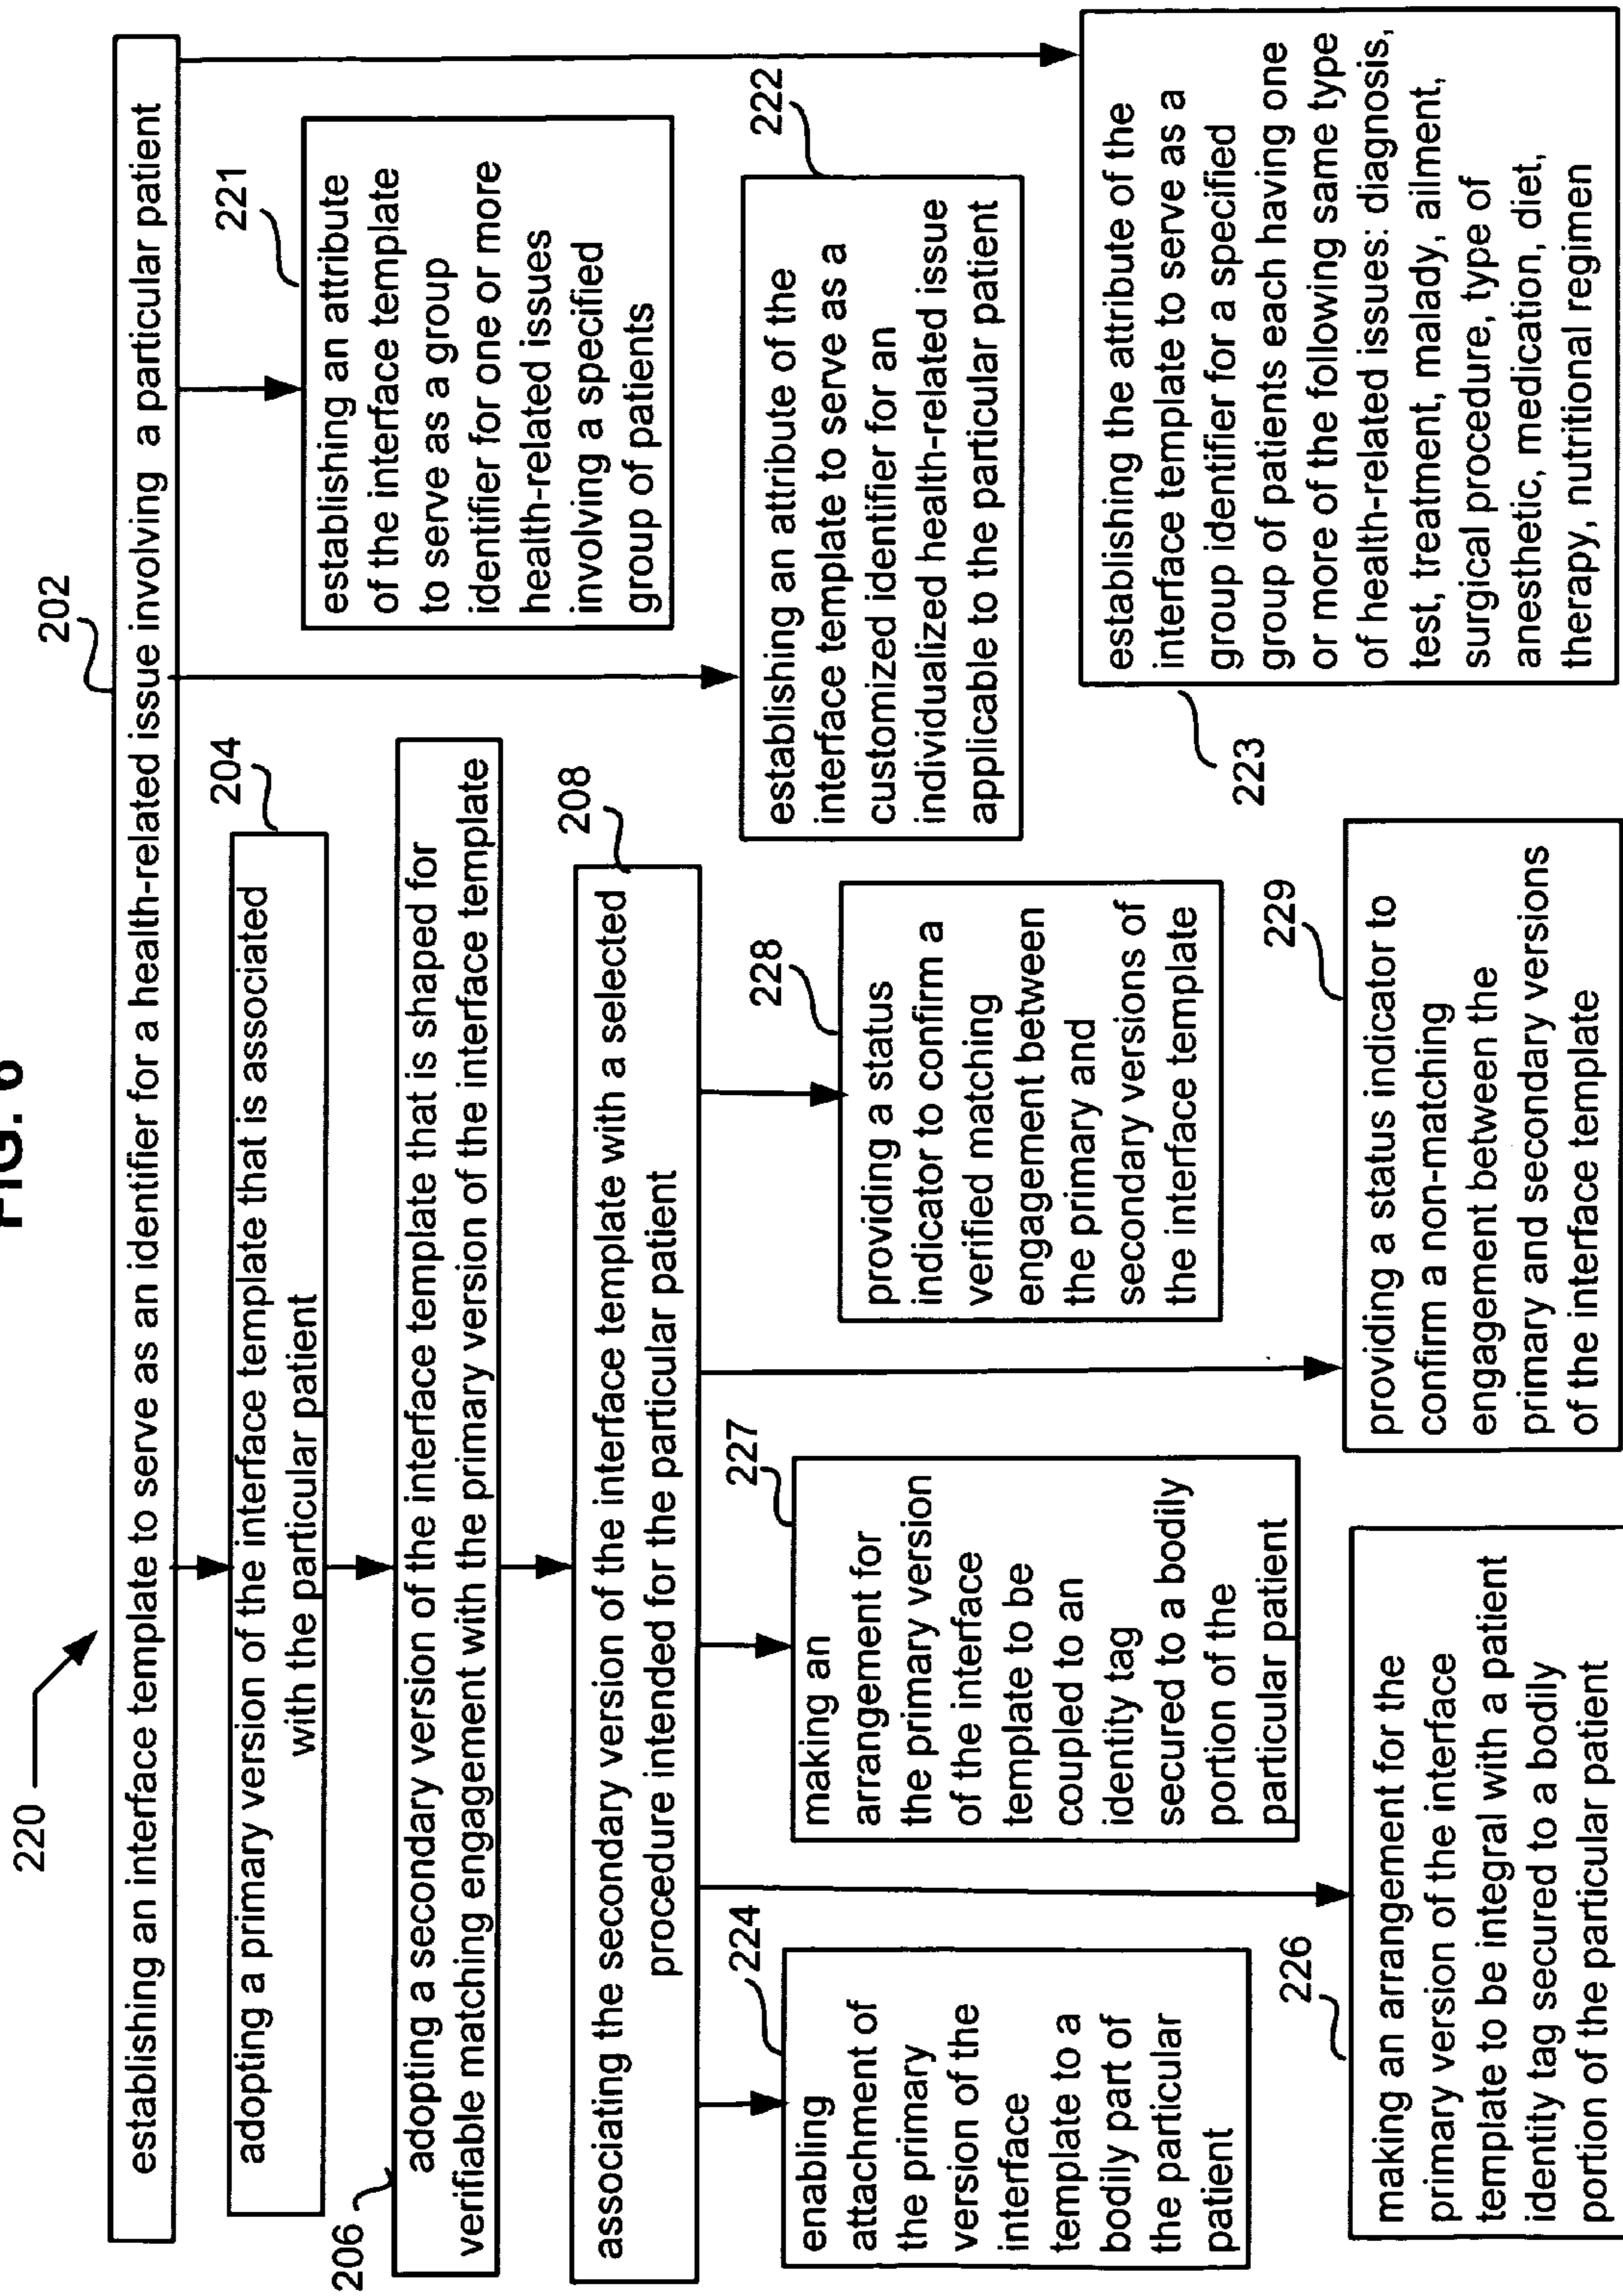 FIG. 6
220
202
establishing an interface template to serve as an identifier for a health-related issue involving a particular patient
204
adopting a primary version of the interface template that is associated
with the particular patient
221
establishing an attribute
of the interface template
to serve as a group
identifier for one or more
health-related issues
involving a specified
group of patients
206
adopting a secondary version of the interface template that is shaped for
verifiable matching engagement with the primary version of the interface template
208
associating the secondary version of the interface template with a selected
procedure intended for the particular patient
222
establishing an attribute of the
interface template to serve as a
customized identifier for an
individualized health-related issue
applicable to the particular patient
224
enabling
attachment of
the primary
version of the
interface
template to a
bodily part of
the particular
patient
227
making an
arrangement for
the primary version
of the interface
template to be
coupled to an
identity tag
secured to a bodily
portion of the
particular patient
228
providing a status
indicator to confirm a
verified matching
engagement between
the primary and
secondary versions of
the interface template
223
establishing the attribute of the
interface template to serve as a
group identifier for a specified
group of patients each having one
or more of the following same type
of health-related issues: diagnosis,
test, treatment, malady, ailment,
surgical procedure, type of
anesthetic, medication, diet,
therapy, nutritional regimen
226
making an arrangement for the
primary version of the interface
template to be integral with a patient
identity tag secured to a bodily
portion of the particular patient
229
providing a status indicator to
confirm a non-matching
engagement between the
primary and secondary versions
of the interface template